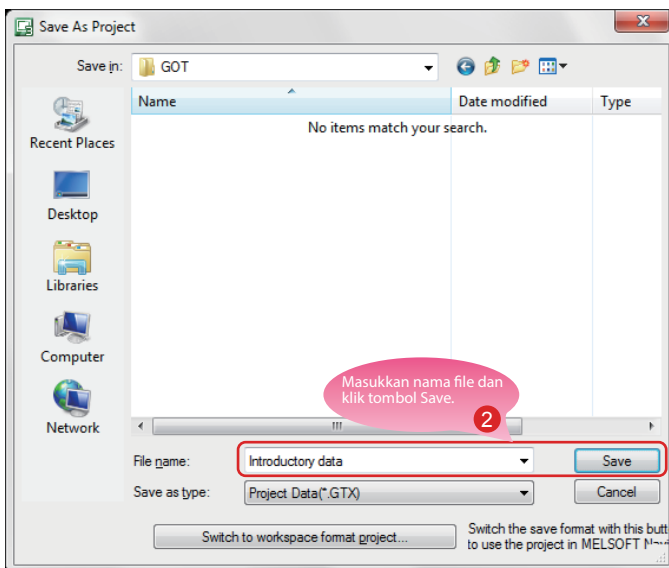 Save As Project
Save in:
GOT
Name
Date modified
Type
No items match your search.
Recent Places
Desktop
Libraries
Computer
Network
Masukkan nama file dan
klik tombol Save.
2
File name:
Introductory data
Save
Save as type:
Project Data(*.GTX)
Cancel
Switch to workspace format project...
Switch the save format with this
to use the project in MELSOFT